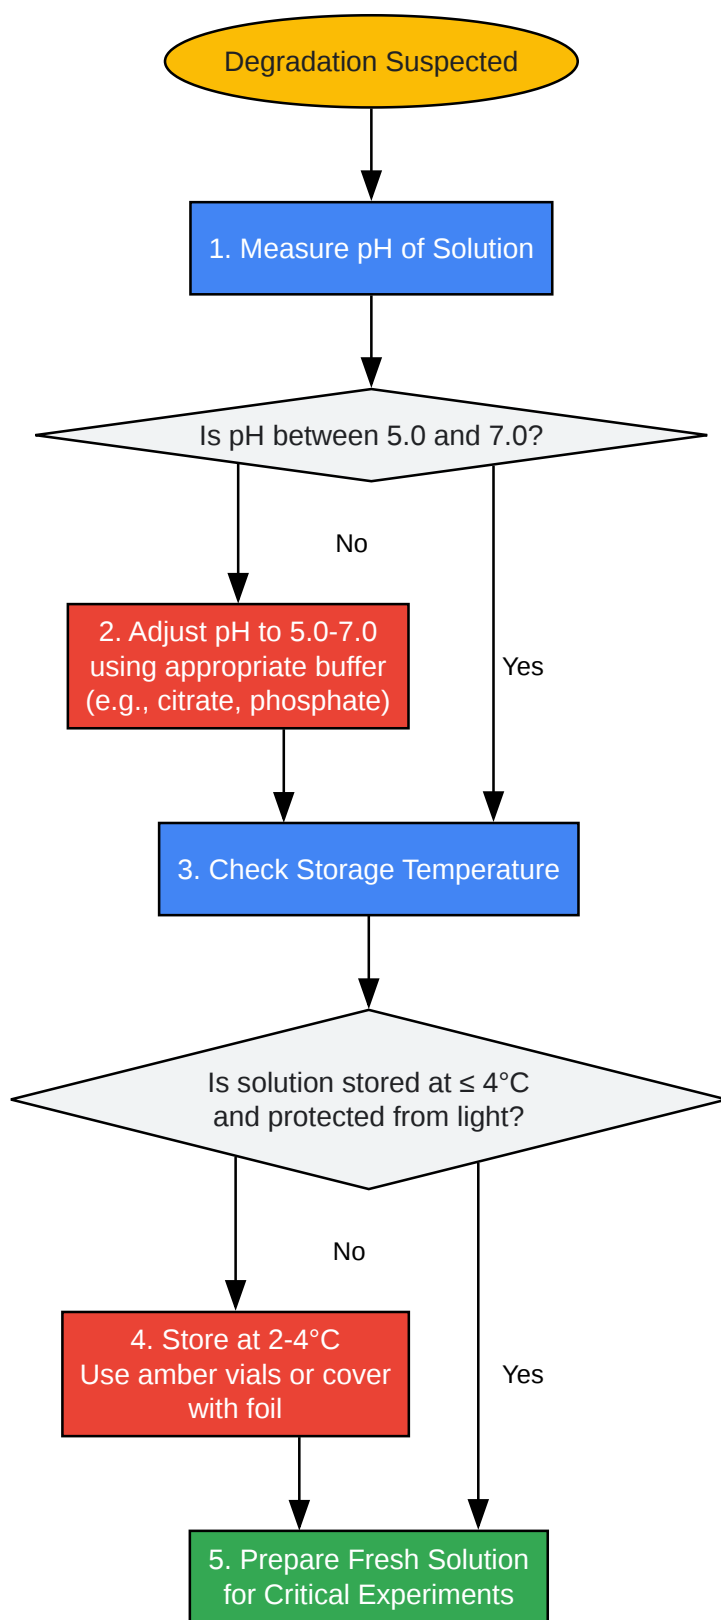 Degradation Suspected
1. Measure pH of Solution
Is pH between 5.0 and 7.0?
No
2. Adjust pH to 5.0-7.0
using appropriate buffer
(e.g., citrate, phosphate)
Yes
3. Check Storage Temperature
Is solution stored at ≤ 4°C
and protected from light?
No
4. Store at 2-4°C
Use amber vials or cover
with foil
Yes
5. Prepare Fresh Solution
for Critical Experiments